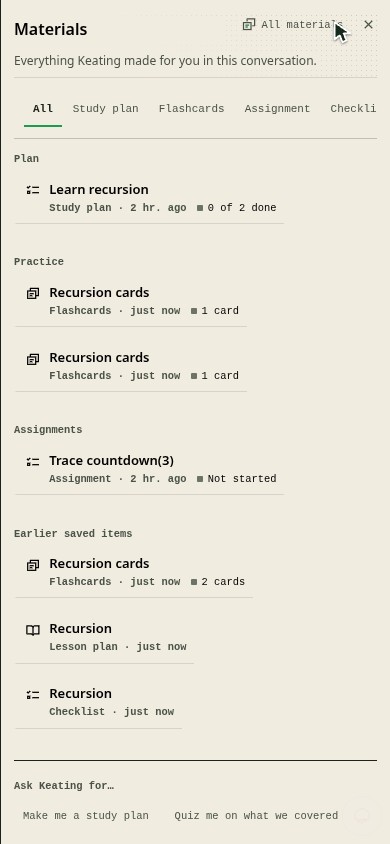 Materials
All materials
Everything Keating made for you in this conversation.
All Study plan Flashcards Assignment Checkli
Plan
Learn recursion
Study plan · 2 hr. ago 0 of 2 done
Practice
Recursion cards
Flashcards · just now 1 card
Recursion cards
Flashcards · just now 1 card
Assignments
Trace countdown(3)
Assignment · 2 hr. ago Not started
Earlier saved items
Recursion cards
Flashcards · just now 2 cards
Recursion
Lesson plan · just now
Recursion
Checklist · just now
Ask Keating for…
Make me a study plan Quiz me on what we covered